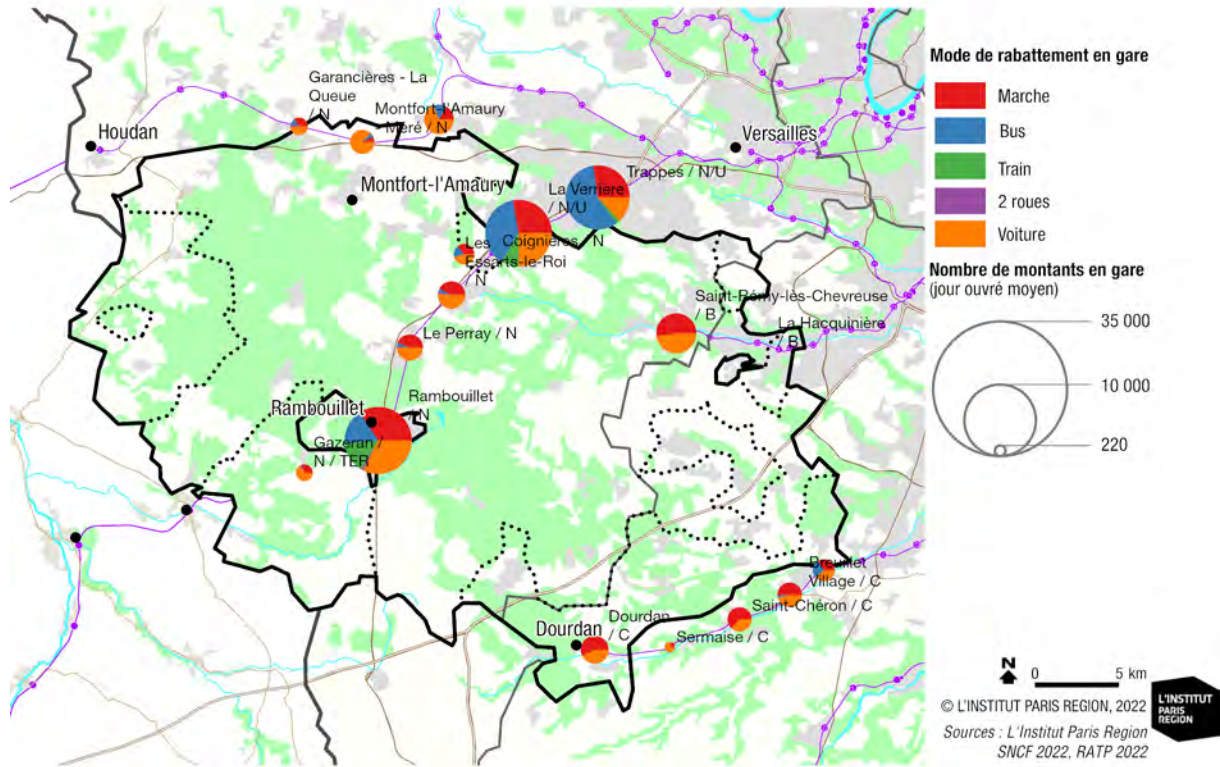 Garancières - La
Queue
/ N
Montfort-l'Amaury
- Méré / N
Houdan
Versailles
Montfort-l'Amaury
Trappes / N/U
La Verrière
/ N/U
Coignières / N
Les
Essarts-le-Roi
/ N
Saint-Rémy-lès-Chevreuse
/ B
La Hacquinière
/ B
Le Perray / N
Rambouillet
Rambouillet
/ N
Gazeran /
N / TER
Breuillet
Village / C
Saint-Chéron / C
Dourdan
Dourdan
/ C
Sermaise / C
Mode de rabattement en gare
Marche
Bus
Train
2 roues
Voiture
Nombre de montants en gare
(jour ouvré moyen)
35 000
10 000
220
N
0 5 km
© L'INSTITUT PARIS REGION, 2022
Sources : L'Institut Paris Region
SNCF 2022, RATP 2022
L'INSTITUT
PARIS
REGION